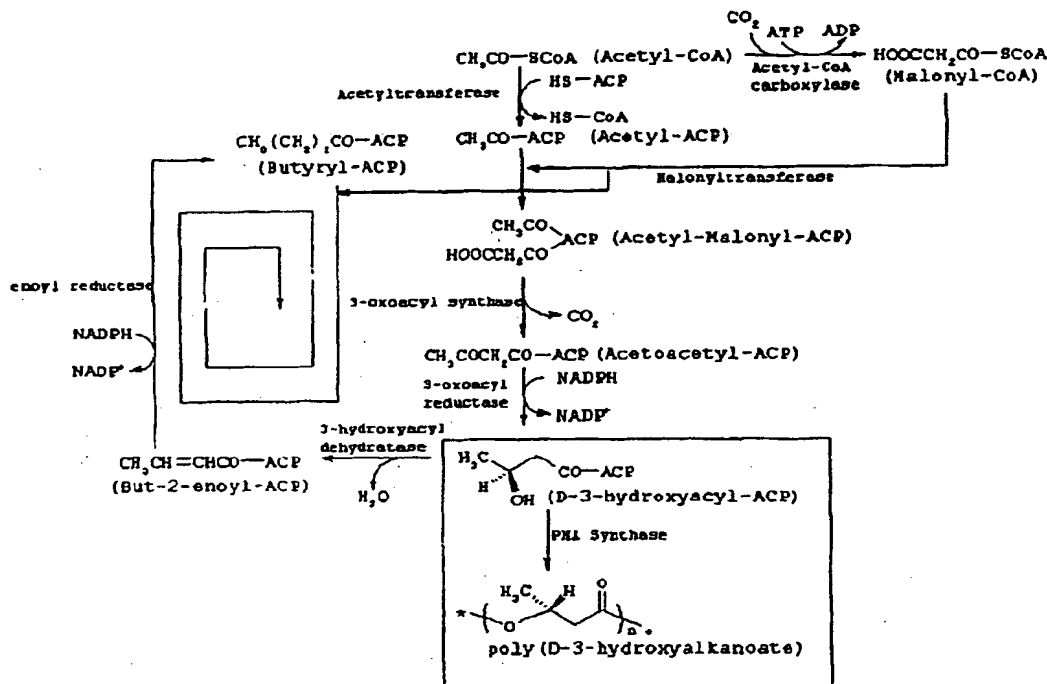 CO₂
ATP ADP
CH₃CO—SCoA (Acetyl-CoA)
HOOCCH₂CO—SCoA
Acetyl-CoA
carboxylase
(Malonyl-CoA)
HS—ACP
Acetyltransferase
HS—CoA
CH₃(CH₂)₂CO—ACP
(Butyryl-ACP)
CH₃CO—ACP (Acetyl-ACP)
Malonyltransferase
CH₃CO
ACP (Acetyl-Malonyl-ACP)
HOOCCH₂CO
enoyl reductase
3-oxoacyl synthase
CO₂
NADPH
NADP⁺
CH₃COCH₂CO—ACP (Acetoacetyl-ACP)
3-oxoacyl
reductase
NADPH
NADP⁺
3-hydroxyacyl
dehydratase
CH₃CH=CHCO—ACP
(But-2-enoyl-ACP)
H₂O
H₃C
CO—ACP
H
OH (D-3-hydroxyacyl-ACP)
PHA Synthase
H₃C H O
* ( O ) n *
poly(D-3-hydroxyalkanoate)